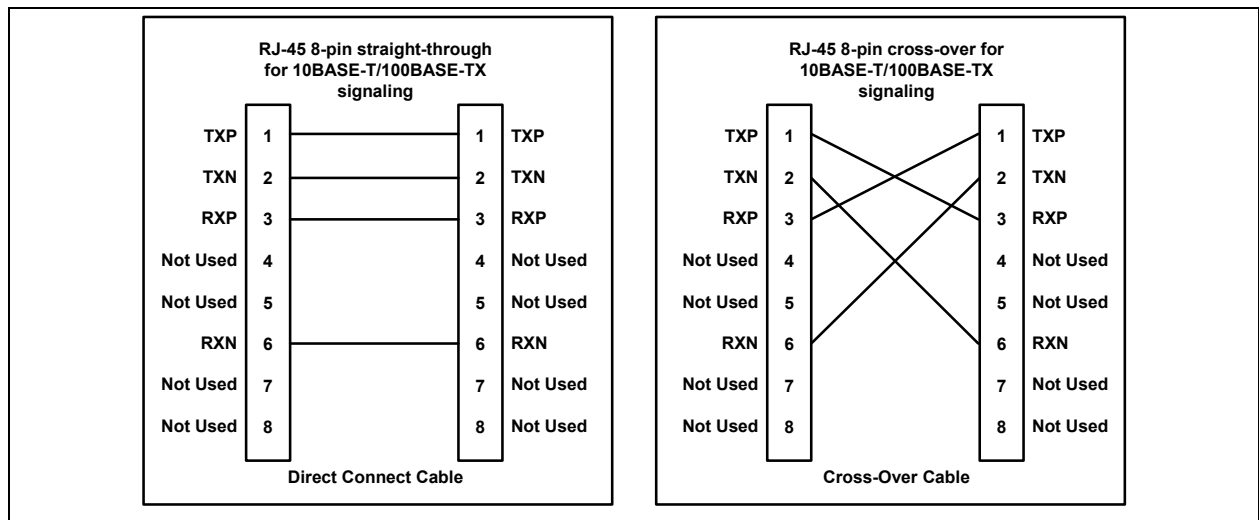 RJ-45 8-pin straight-through
for 10BASE-T/100BASE-TX
signaling
TXP 1 1 TXP
TXN 2 2 TXN
RXP 3 3 RXP
Not Used 4 4 Not Used
Not Used 5 5 Not Used
RXN 6 6 RXN
Not Used 7 7 Not Used
Not Used 8 8 Not Used
Direct Connect Cable
RJ-45 8-pin cross-over for
10BASE-T/100BASE-TX
signaling
TXP 1 1 TXP
TXN 2 2 TXN
RXP 3 3 RXP
Not Used 4 4 Not Used
Not Used 5 5 Not Used
RXN 6 6 RXN
Not Used 7 7 Not Used
Not Used 8 8 Not Used
Cross-Over Cable